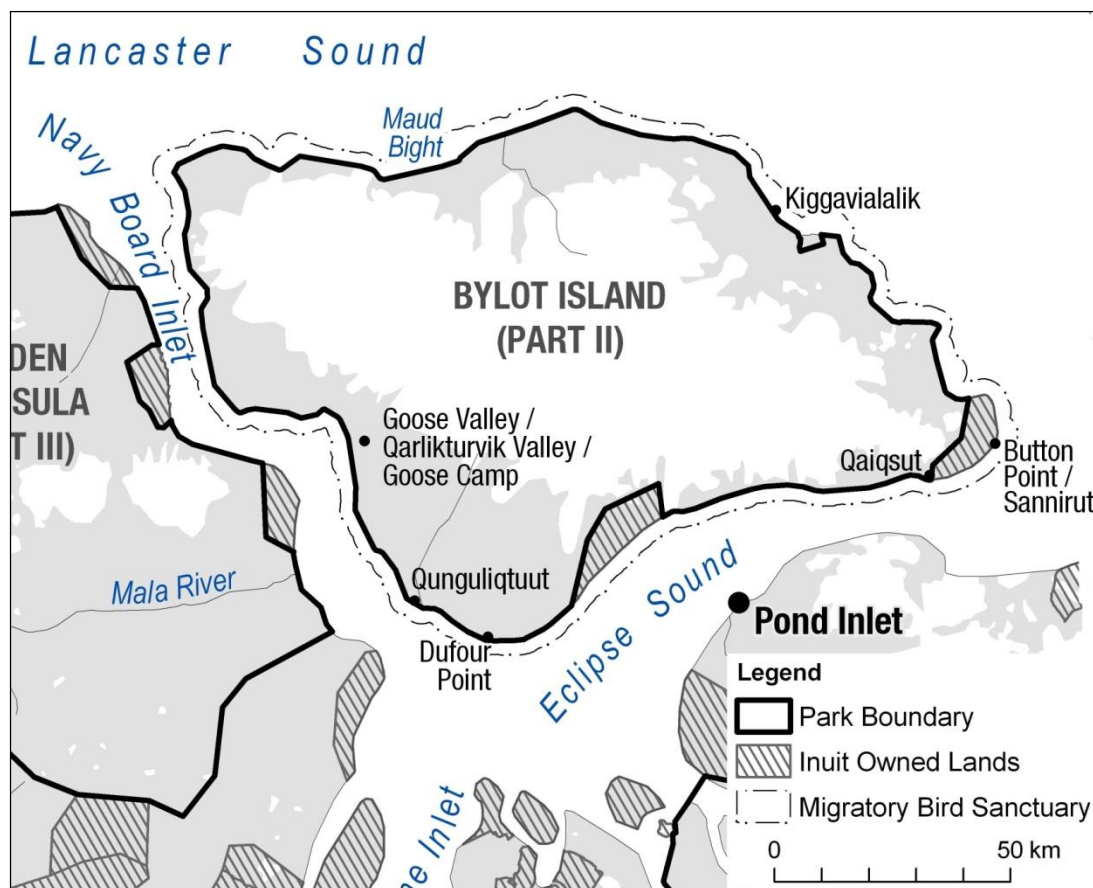 Lancaster Sound
Navy Board Inlet
Maud
Bight
Kiggavialalik
BYLOT ISLAND
(PART II)
DEN
SULA
T III)
Goose Valley /
Qarlikturvik Valley /
Goose Camp
Qaiqsut
Button
Point /
Sannirut
Mala River
Qunguliqtuut
Dufour
Point
Eclipse Sound
Pond Inlet
ne Inlet
Legend
Park Boundary
Inuit Owned Lands
Migratory Bird Sanctuary
0 50 km